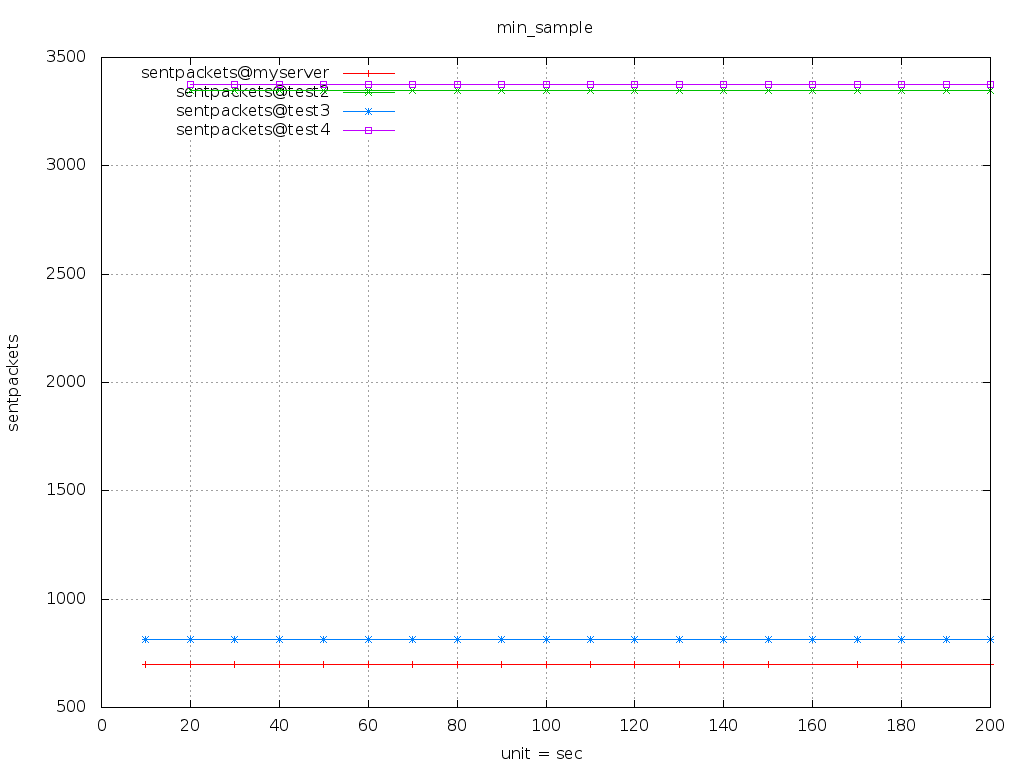 min_sample
3500
3000
2500
2000
1500
1000
500
sentpackets
sentpackets@myserver
sentpackets@test2
sentpackets@test3
sentpackets@test4
0 20 40 60 80 100 120 140 160 180 200
unit = sec